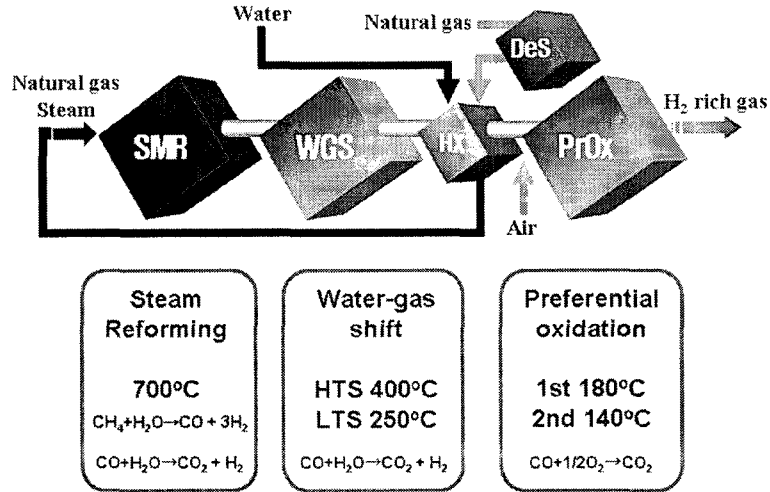 Water
Natural gas
DeS
Natural gas
Steam
SMR
WGS
Hx
PrOx
H₂ rich gas
Air
Steam
Reforming
700°C
CH₄+H₂O→CO + 3H₂
CO+H₂O→CO₂ + H₂
Water-gas
shift
HTS 400°C
LTS 250°C
CO+H₂O→CO₂ + H₂
Preferential
oxidation
1st 180°C
2nd 140°C
CO+1/2O₂→CO₂